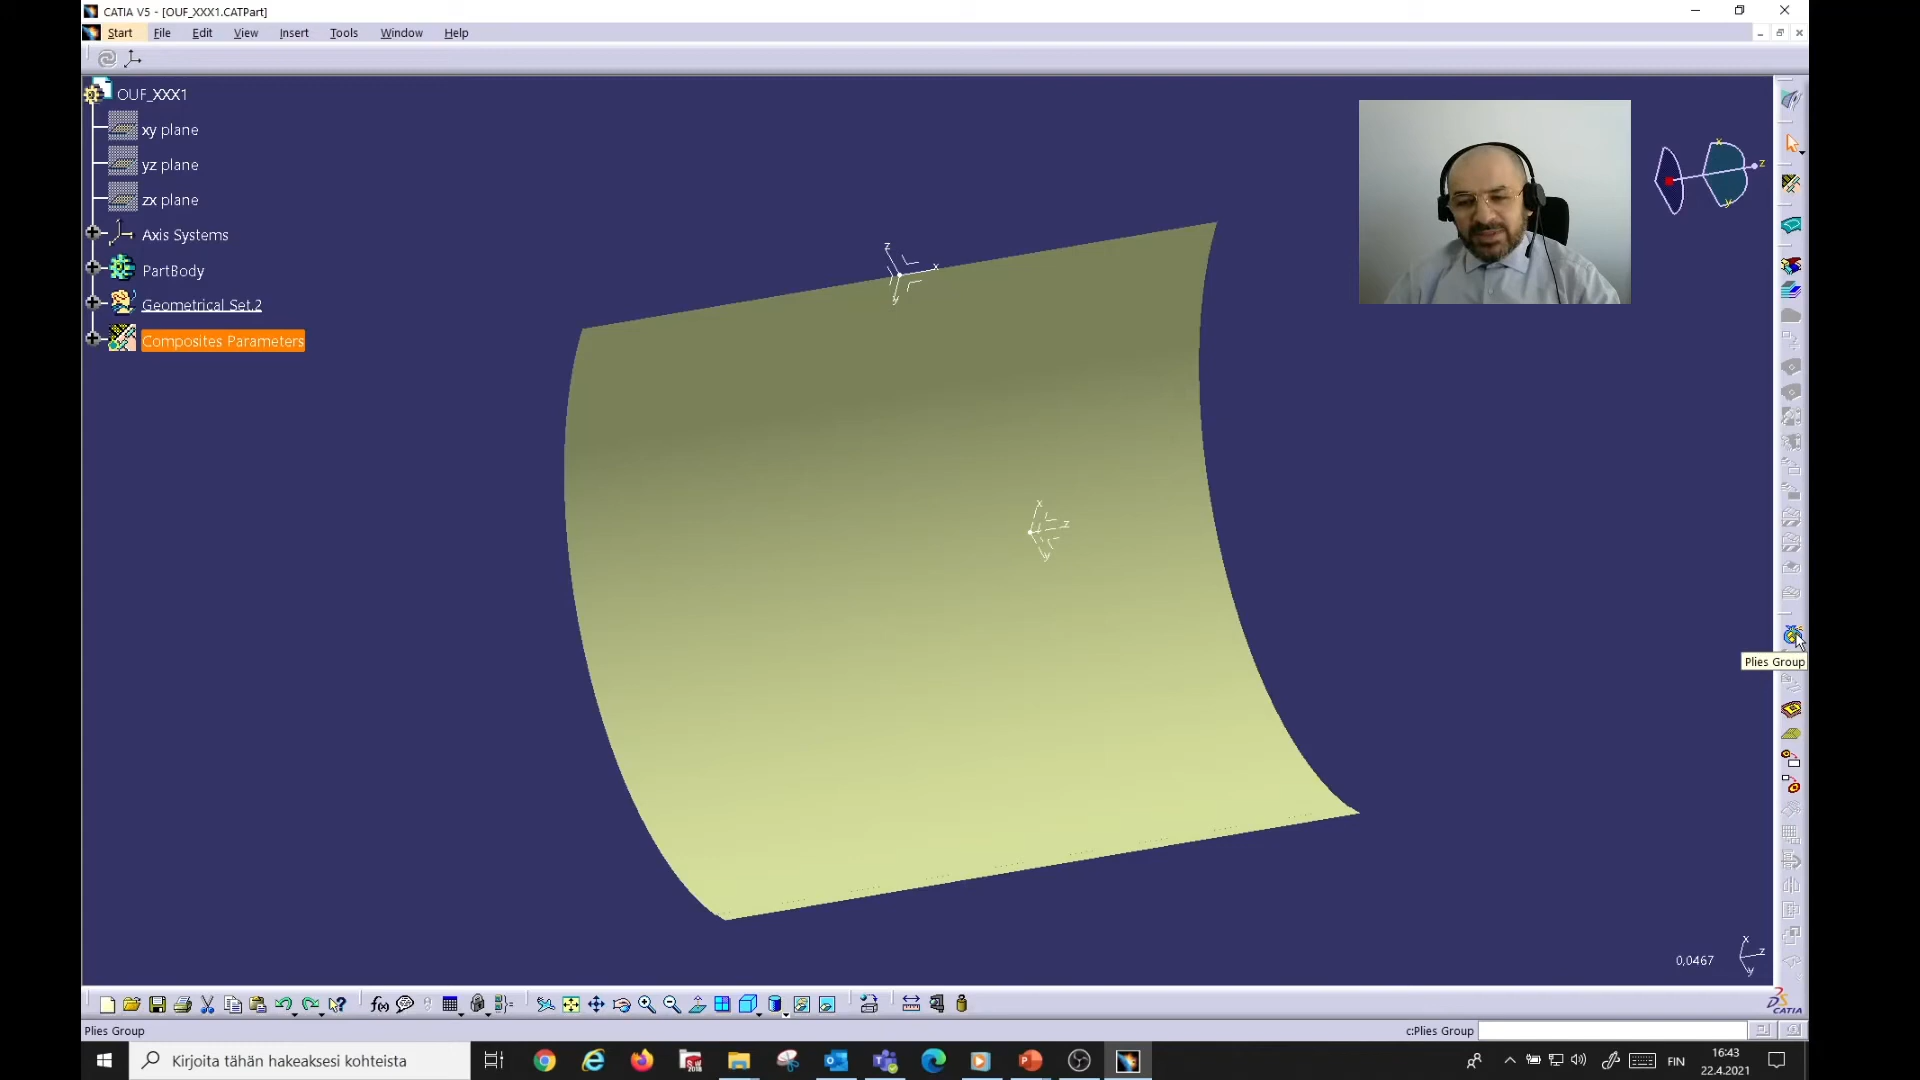 CATIA V5 - [OUF_XXX1.CATPart]
Start File Edit View Insert Tools Window Help
OUF_XXX1
xy plane
yz plane
zx plane
Axis Systems
PartBody
Geometrical Set.2
Composites Parameters
z
x
y
x
z
y
x
z
y
Plies Group
0,0467
x
z
y
f(x)
CATIA
Plies Group
c:Plies Group
Kirjoita tähän hakeaksesi kohteista
FIN
16:43
22.4.2021